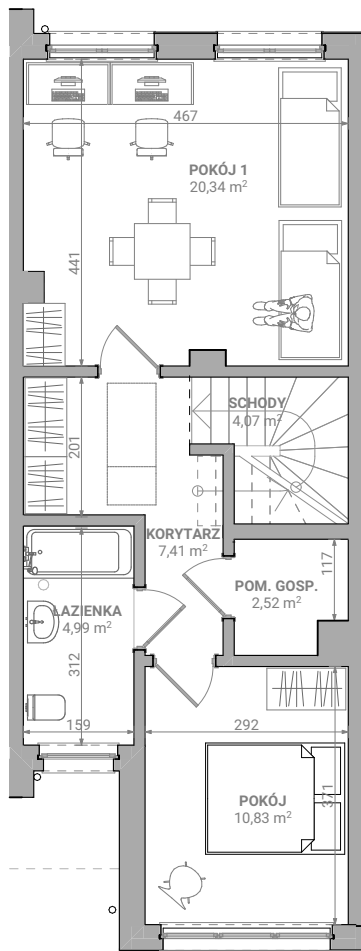 467
POKÓJ 1
20,34 m²
441
SCHODY
4,07 m²
201
KORYTARZ
7,41 m²
117
POM. GOSP.
2,52 m²
ŁAZIENKA
4,99 m²
312
159
292
371
POKÓJ
10,83 m²